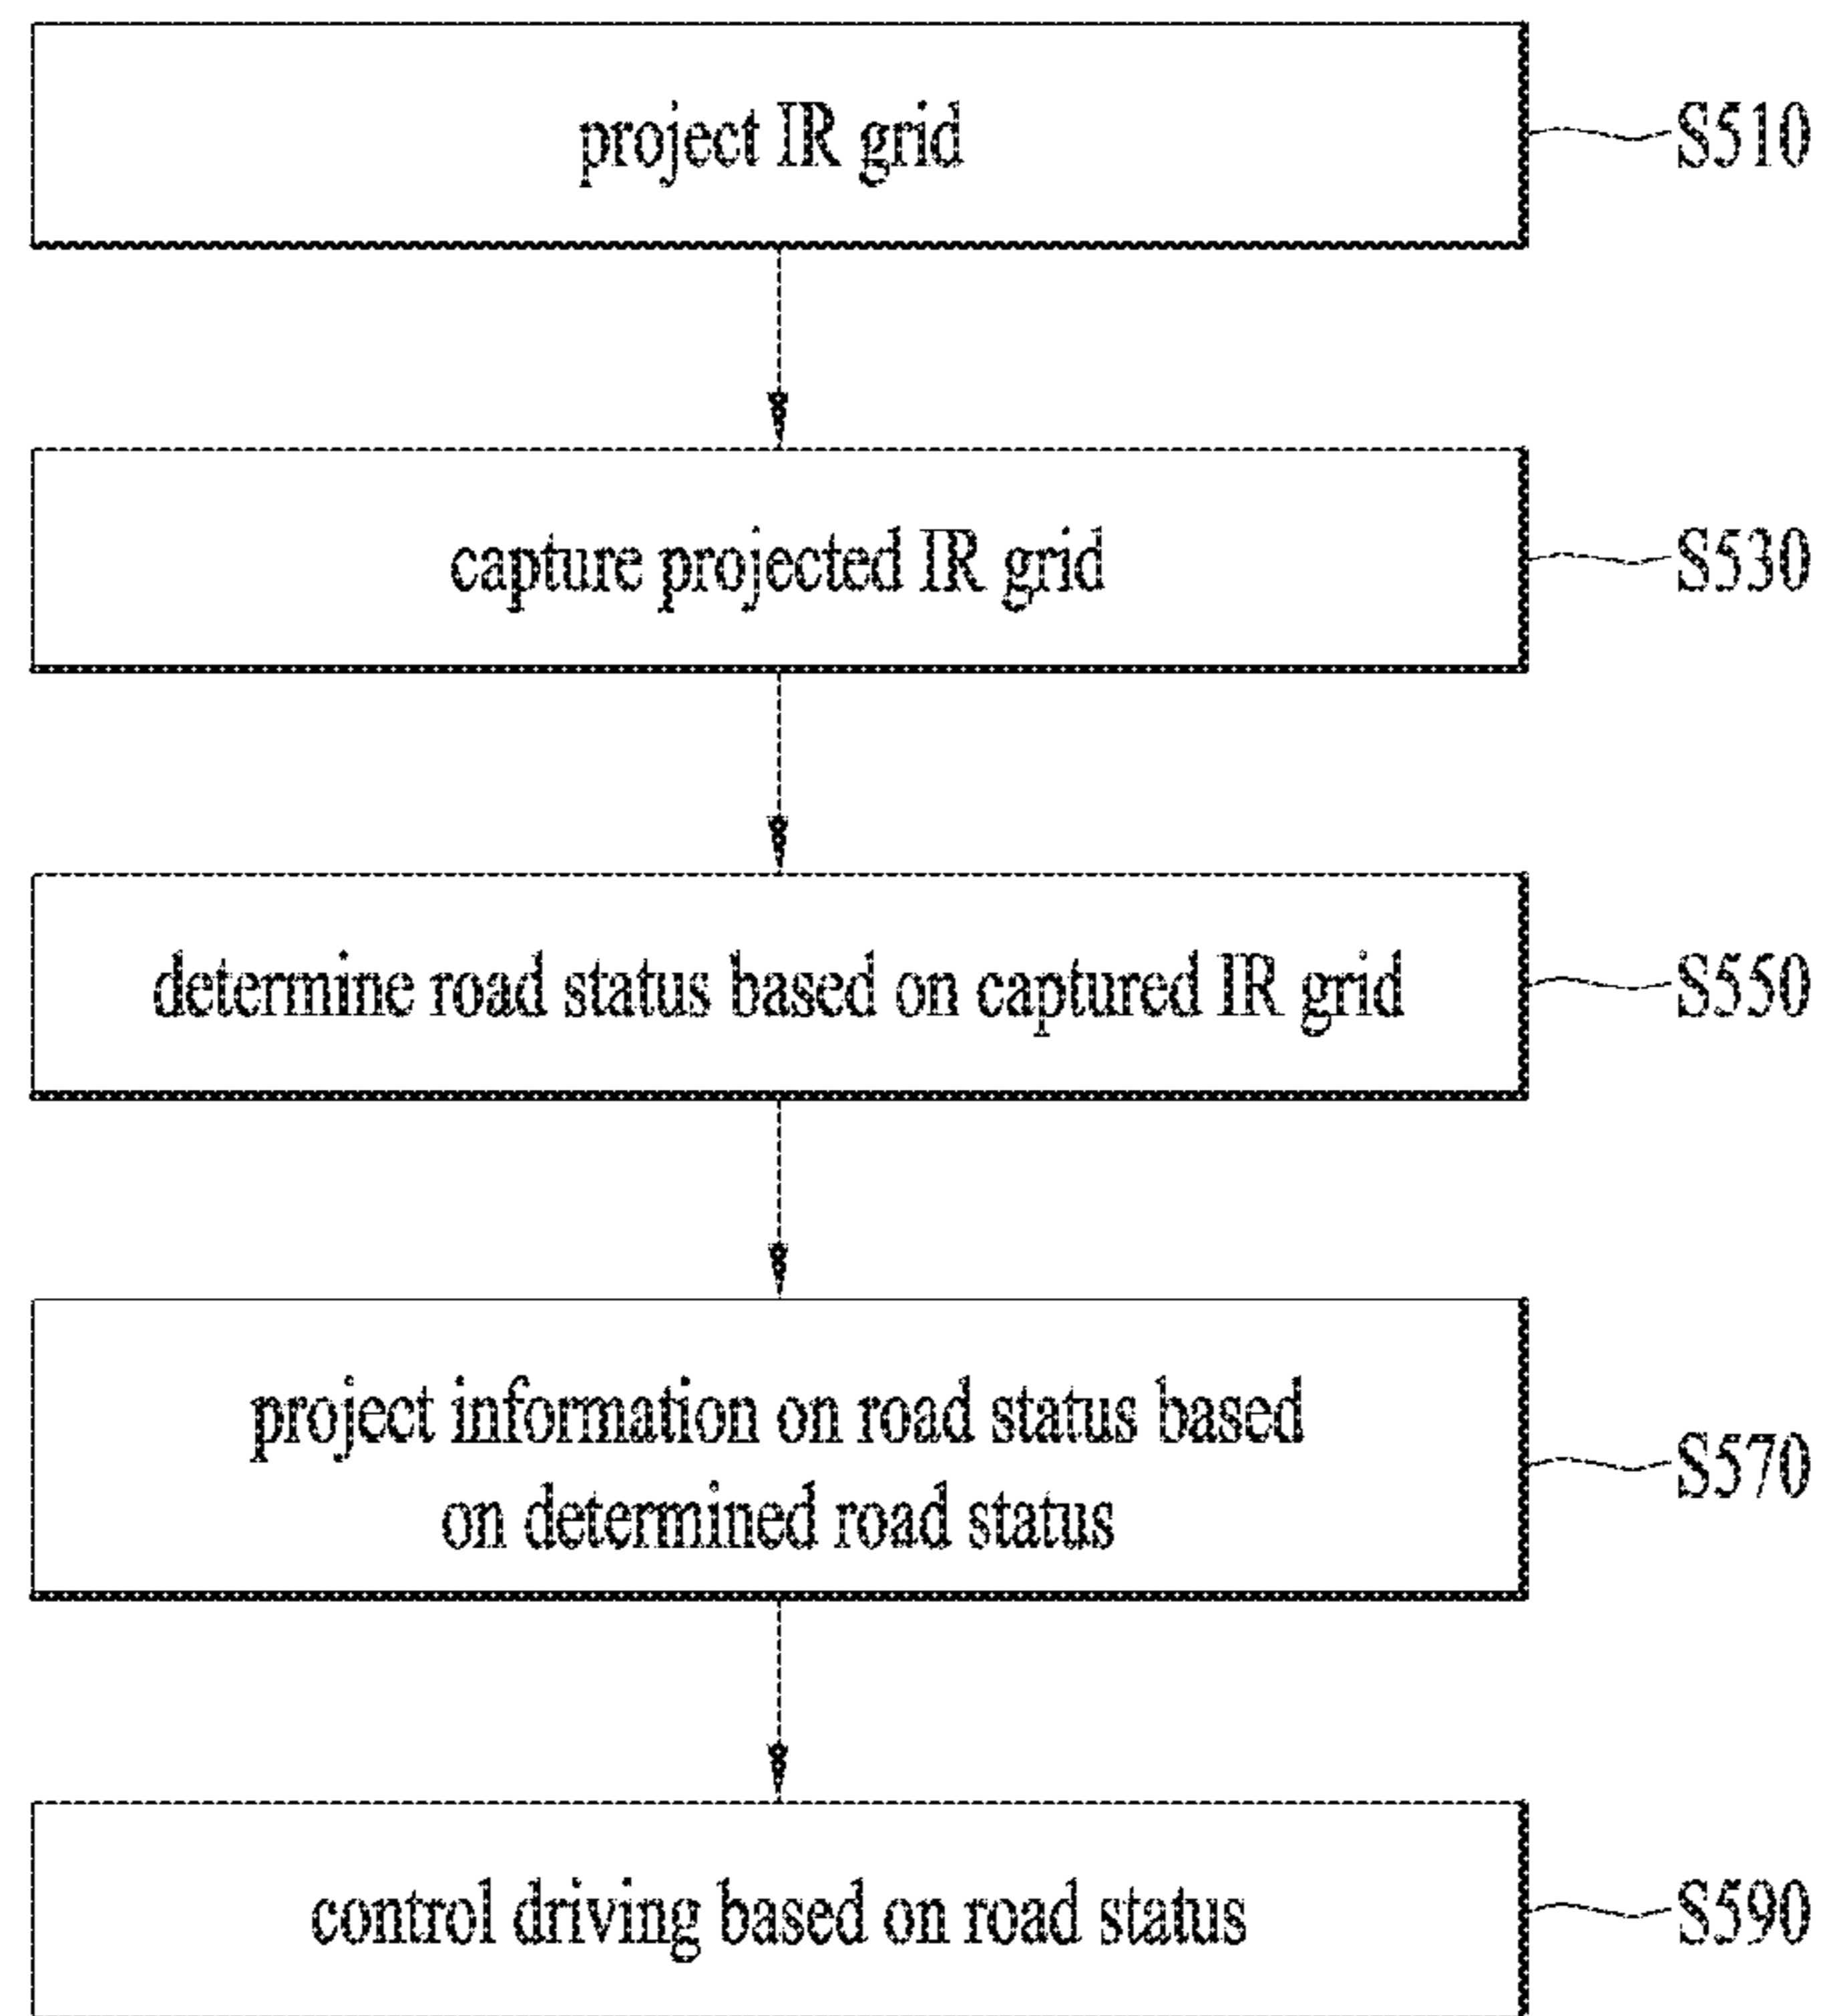 project IR grid
S510
capture projected IR grid
S530
determine road status based on captured IR grid
S550
project information on road status based
on determined road status
S570
control driving based on road status
S590